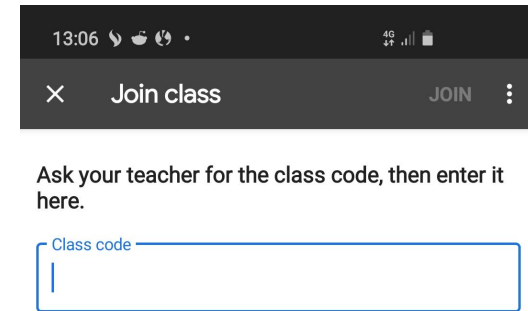 13:06
4G
Join class
JOIN
Ask your teacher for the class code, then enter it
here.
Class code